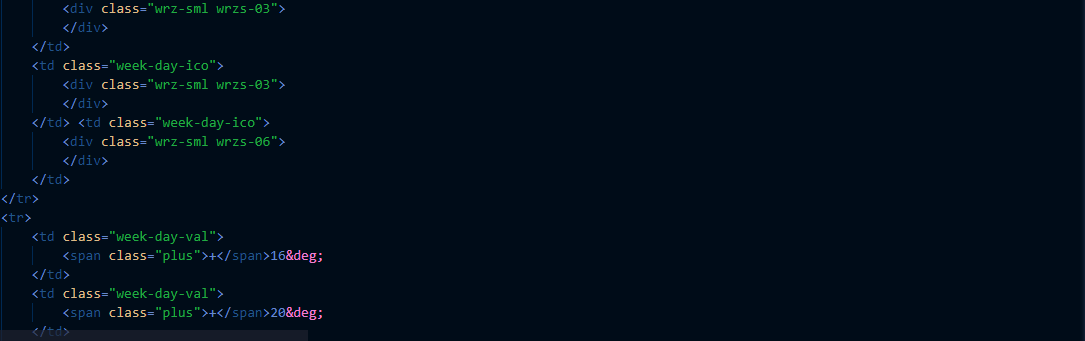 <div class="wrz-sml wrzs-03">
</div>
</td>
<td class="week-day-ico">
<div class="wrz-sml wrzs-03">
</div>
</td> <td class="week-day-ico">
<div class="wrz-sml wrzs-06">
</div>
</td>
</tr>
<tr>
<td class="week-day-val">
<span class="plus">+</span>16&deg;
</td>
<td class="week-day-val">
<span class="plus">+</span>20&deg;
</td>